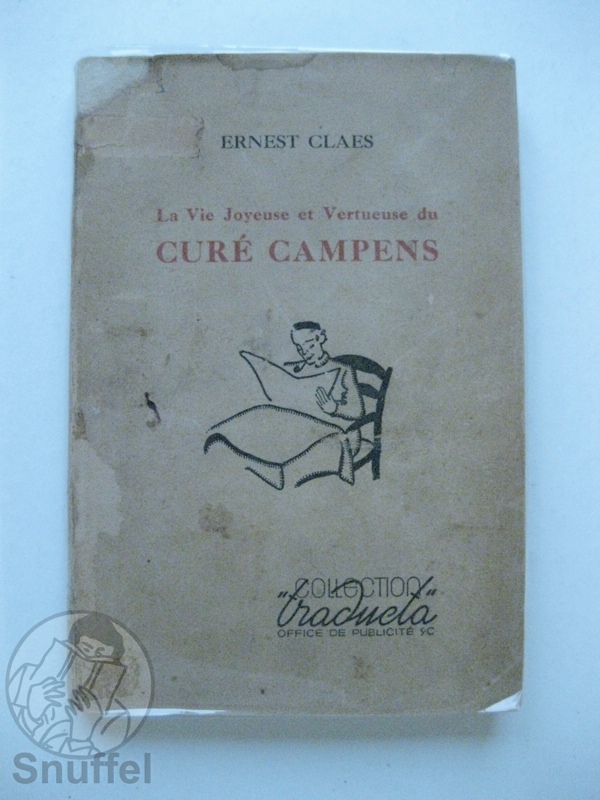 ERNEST CLAES
La Vie Joyeuse et Vertueuse du
CURÉ CAMPENS
COLLECTION
"traducta"
OFFICE DE PUBLICITÉ SC
Snuffel